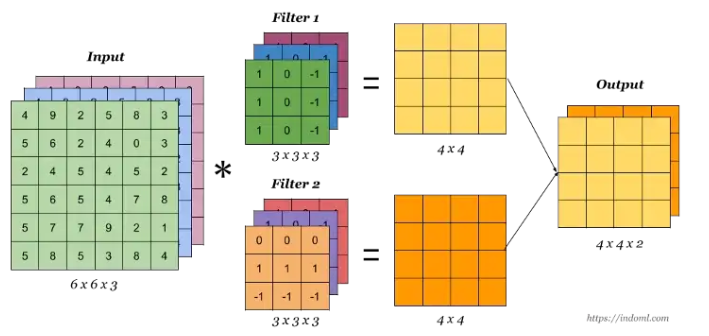 Filter 1
Input
Output
1 0 -1
1 0 -1
1 0 -1
1 0 -1
=
4 9 2 5 8 3
5 6 2 4 0 3
2 4 5 4 5 2
5 6 5 4 7 8
5 7 7 9 2 1
5 8 5 3 8 4
*
3 x 3 x 3
4 x 4
Filter 2
0 0 0
1 1 1
-1 -1 -1
=
6 x 6 x 3
3 x 3 x 3
4 x 4
4 x 4 x 2
https://indoml.com